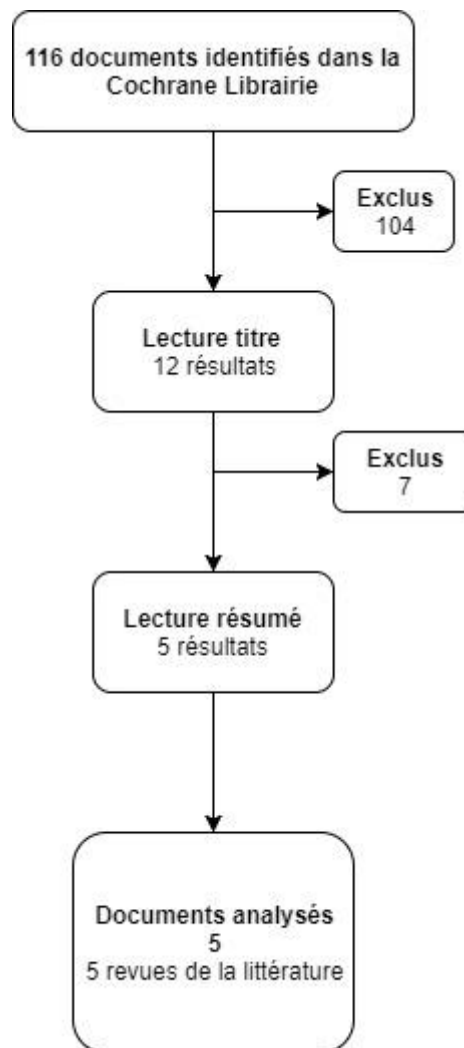 116 documents identifiés dans la
Cochrane Librairie
Exclus
104
Lecture titre
12 résultats
Exclus
7
Lecture résumé
5 résultats
Documents analysés
5
5 revues de la littérature